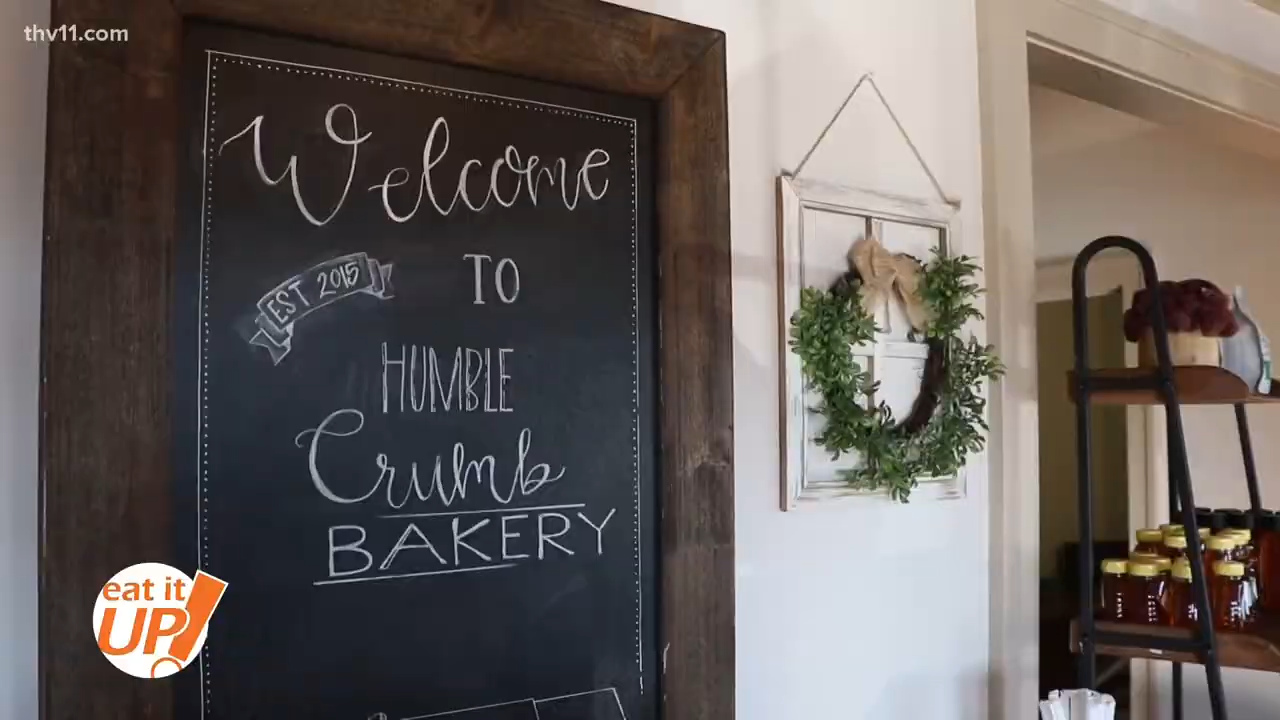 thv11.com
Welcome
EST 2015
TO
HUMBLE
Crumb
BAKERY
eat it
UP!